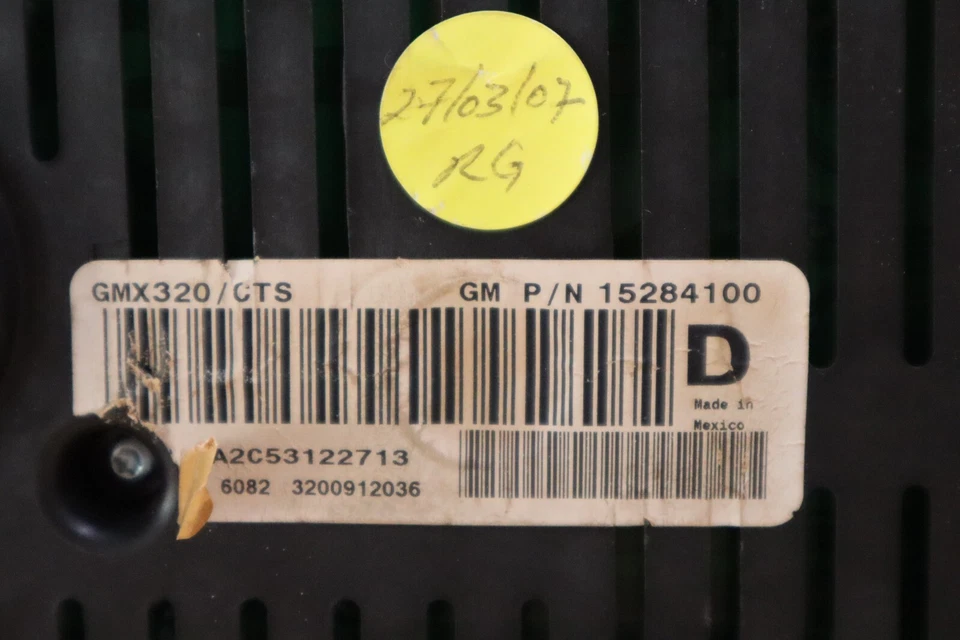 27/03/07
RG
GMX320/CTS GM P/N 15284100
D
Made in
Mexico
A2C53122713
6082 3200912036